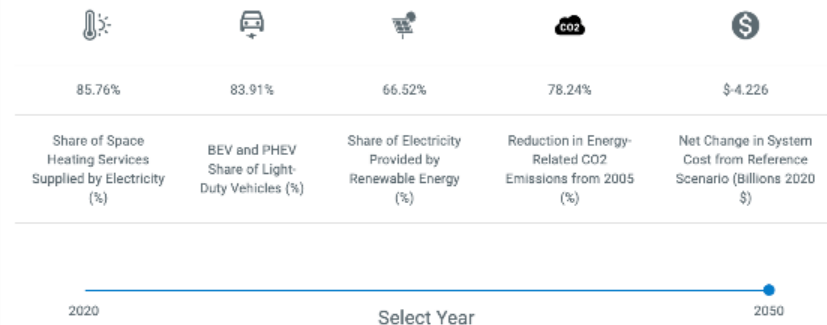 CO2
$
85.76%
83.91%
66.52%
78.24%
$-4.226
Share of Space
Heating Services
Supplied by Electricity
(%)
BEV and PHEV
Share of Light-
Duty Vehicles (%)
Share of Electricity
Provided by
Renewable Energy
(%)
Reduction in Energy-
Related CO2
Emissions from 2005
(%)
Net Change in System
Cost from Reference
Scenario (Billions 2020
$)
2020
Select Year
2050